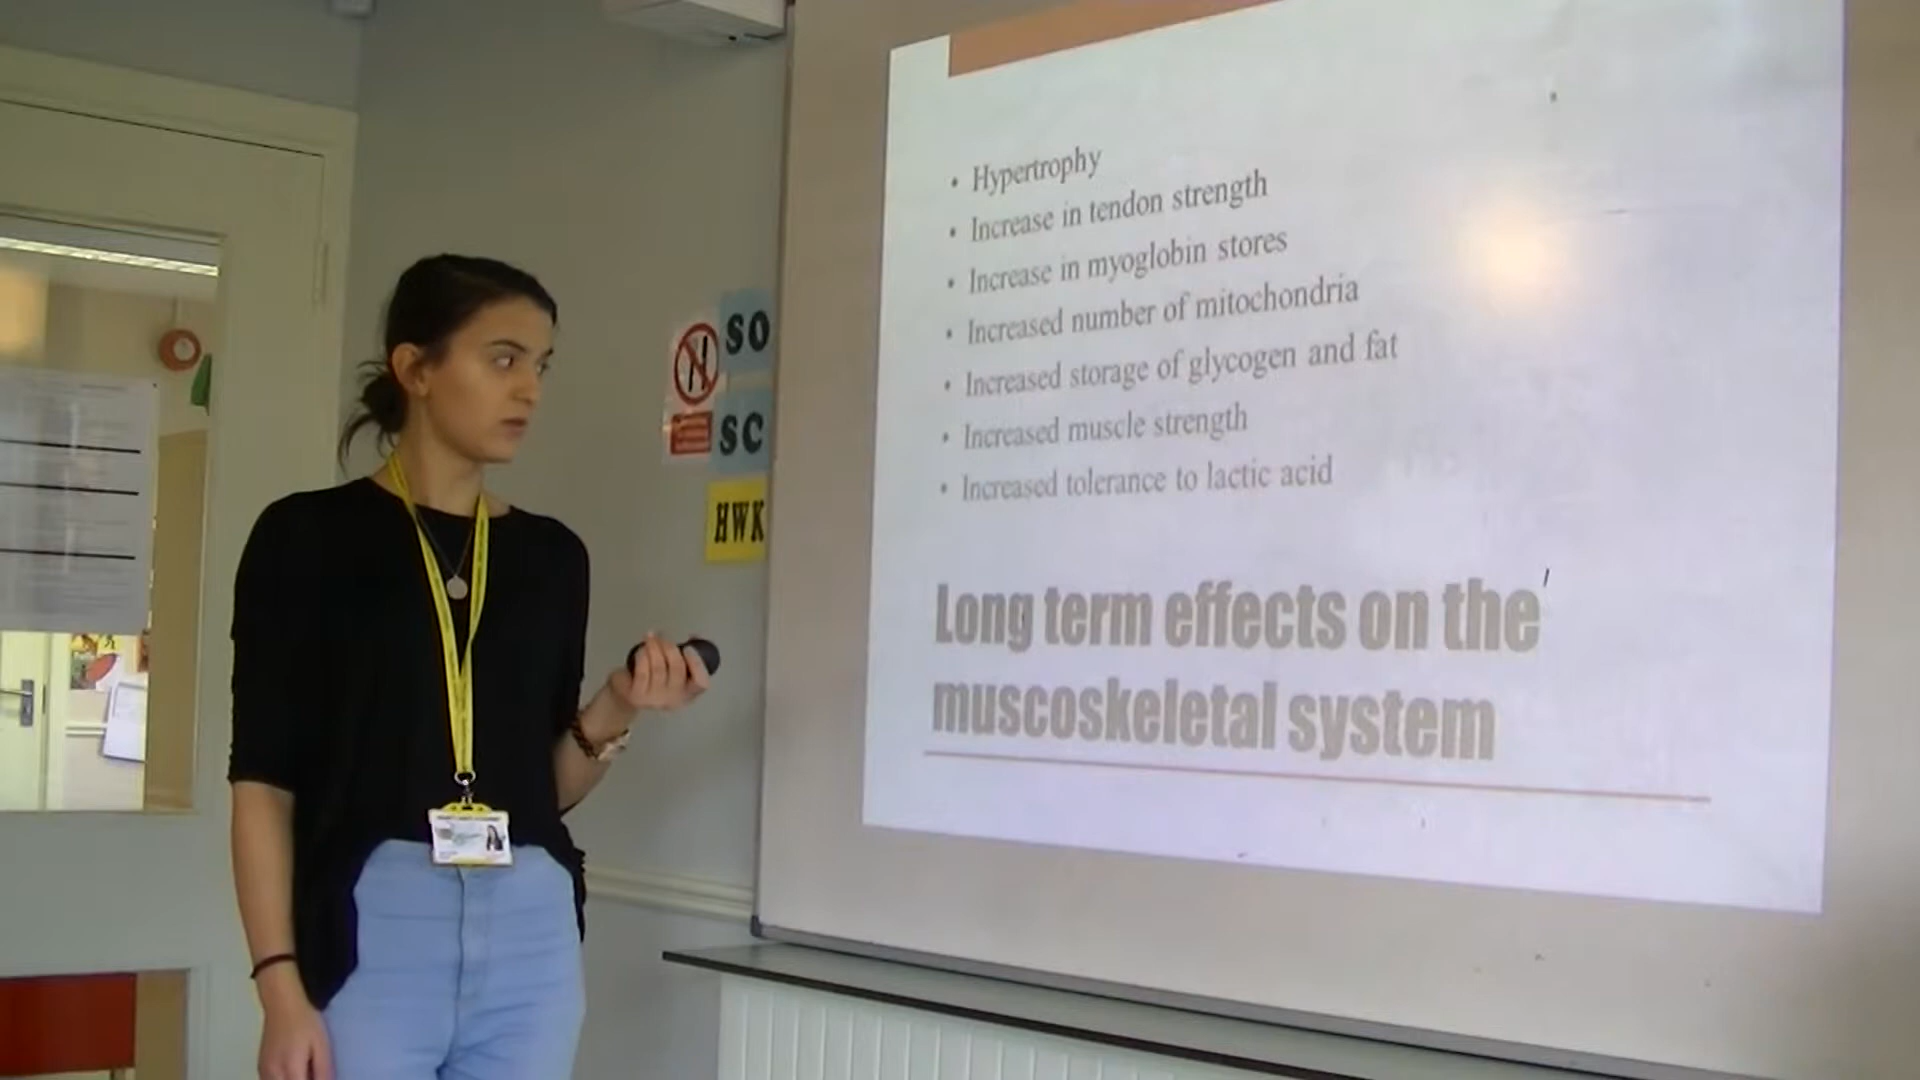 • Hypertrophy
• Increase in tendon strength
• Increase in myoglobin stores
• Increased number of mitochondria
• Increased storage of glycogen and fat
• Increased muscle strength
• Increased tolerance to lactic acid
Long term effects on the
muscoskeletal system
SO
SC
HWK